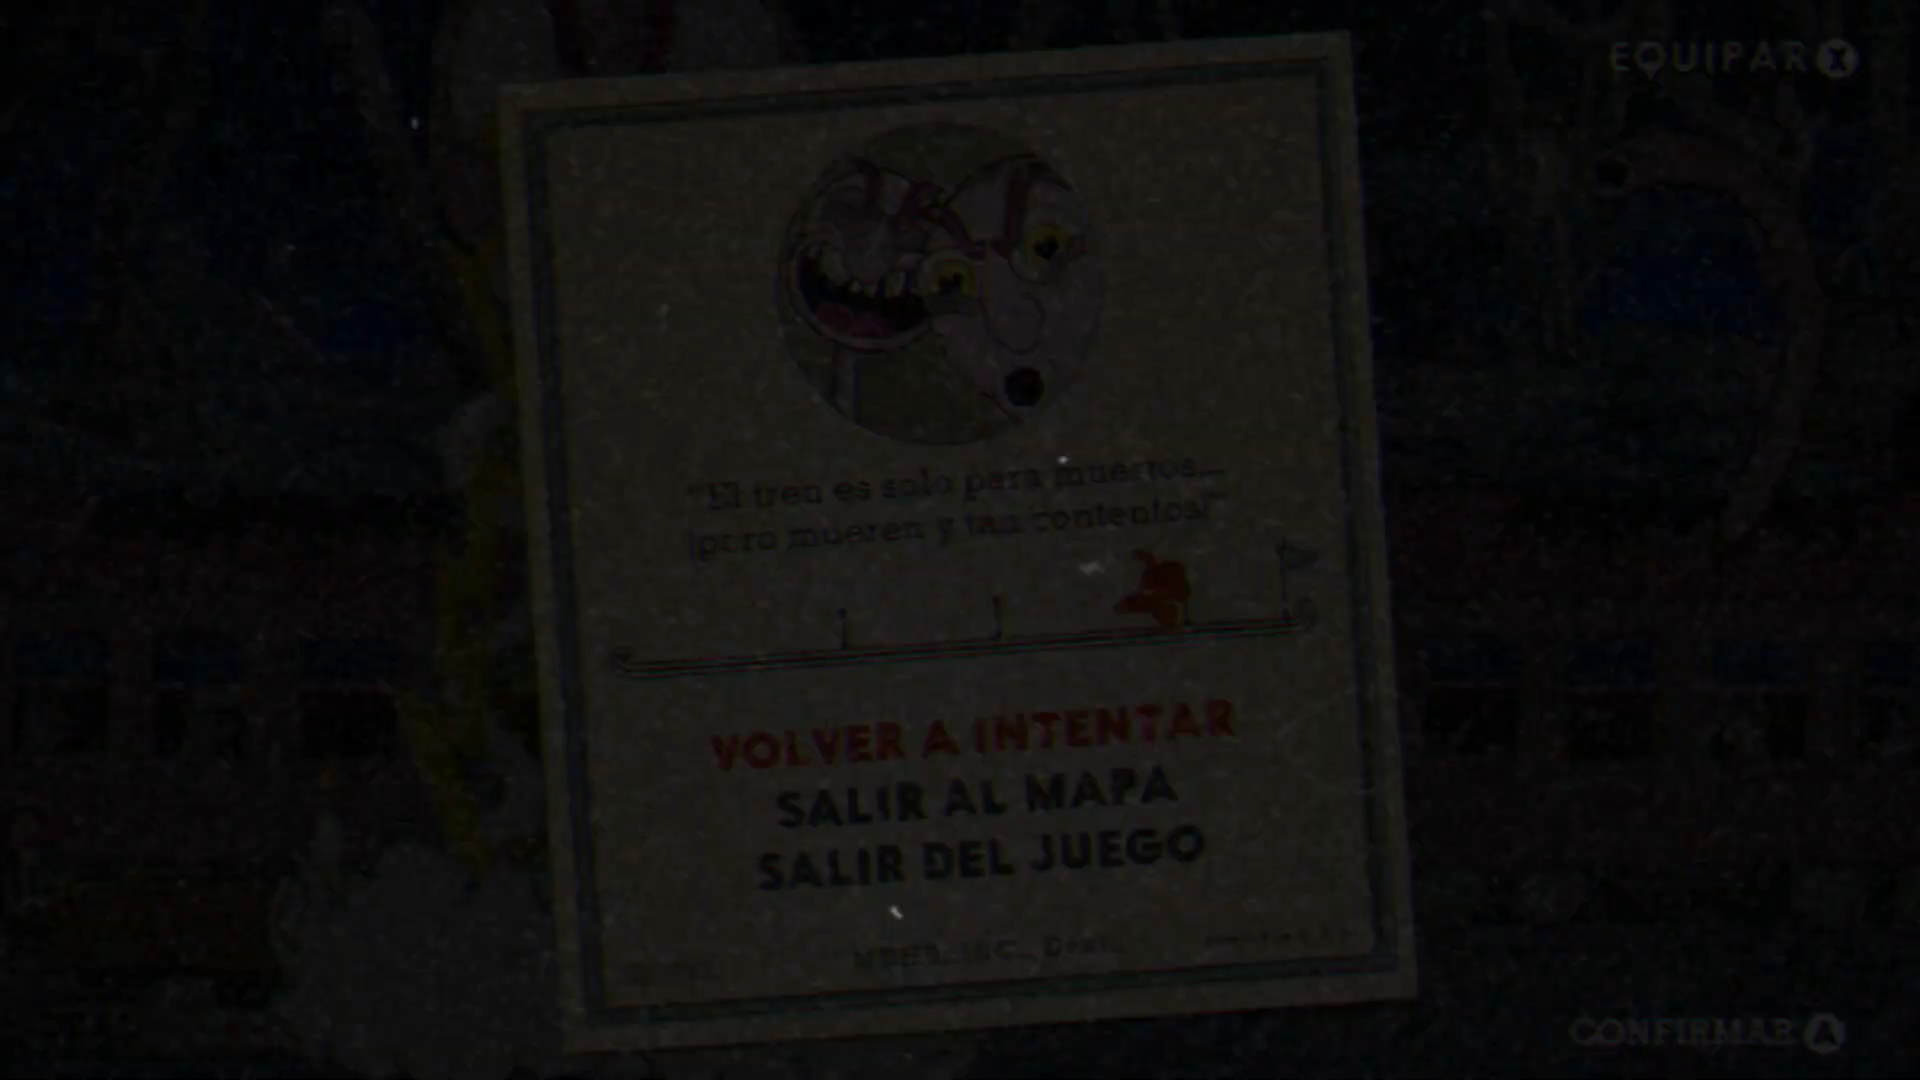 EQUIPAR X
"El tren es solo para muertos...
¡pero mueren y tan contentos!"
VOLVER A INTENTAR
SALIR AL MAPA
SALIR DEL JUEGO
CONFIRMAR A